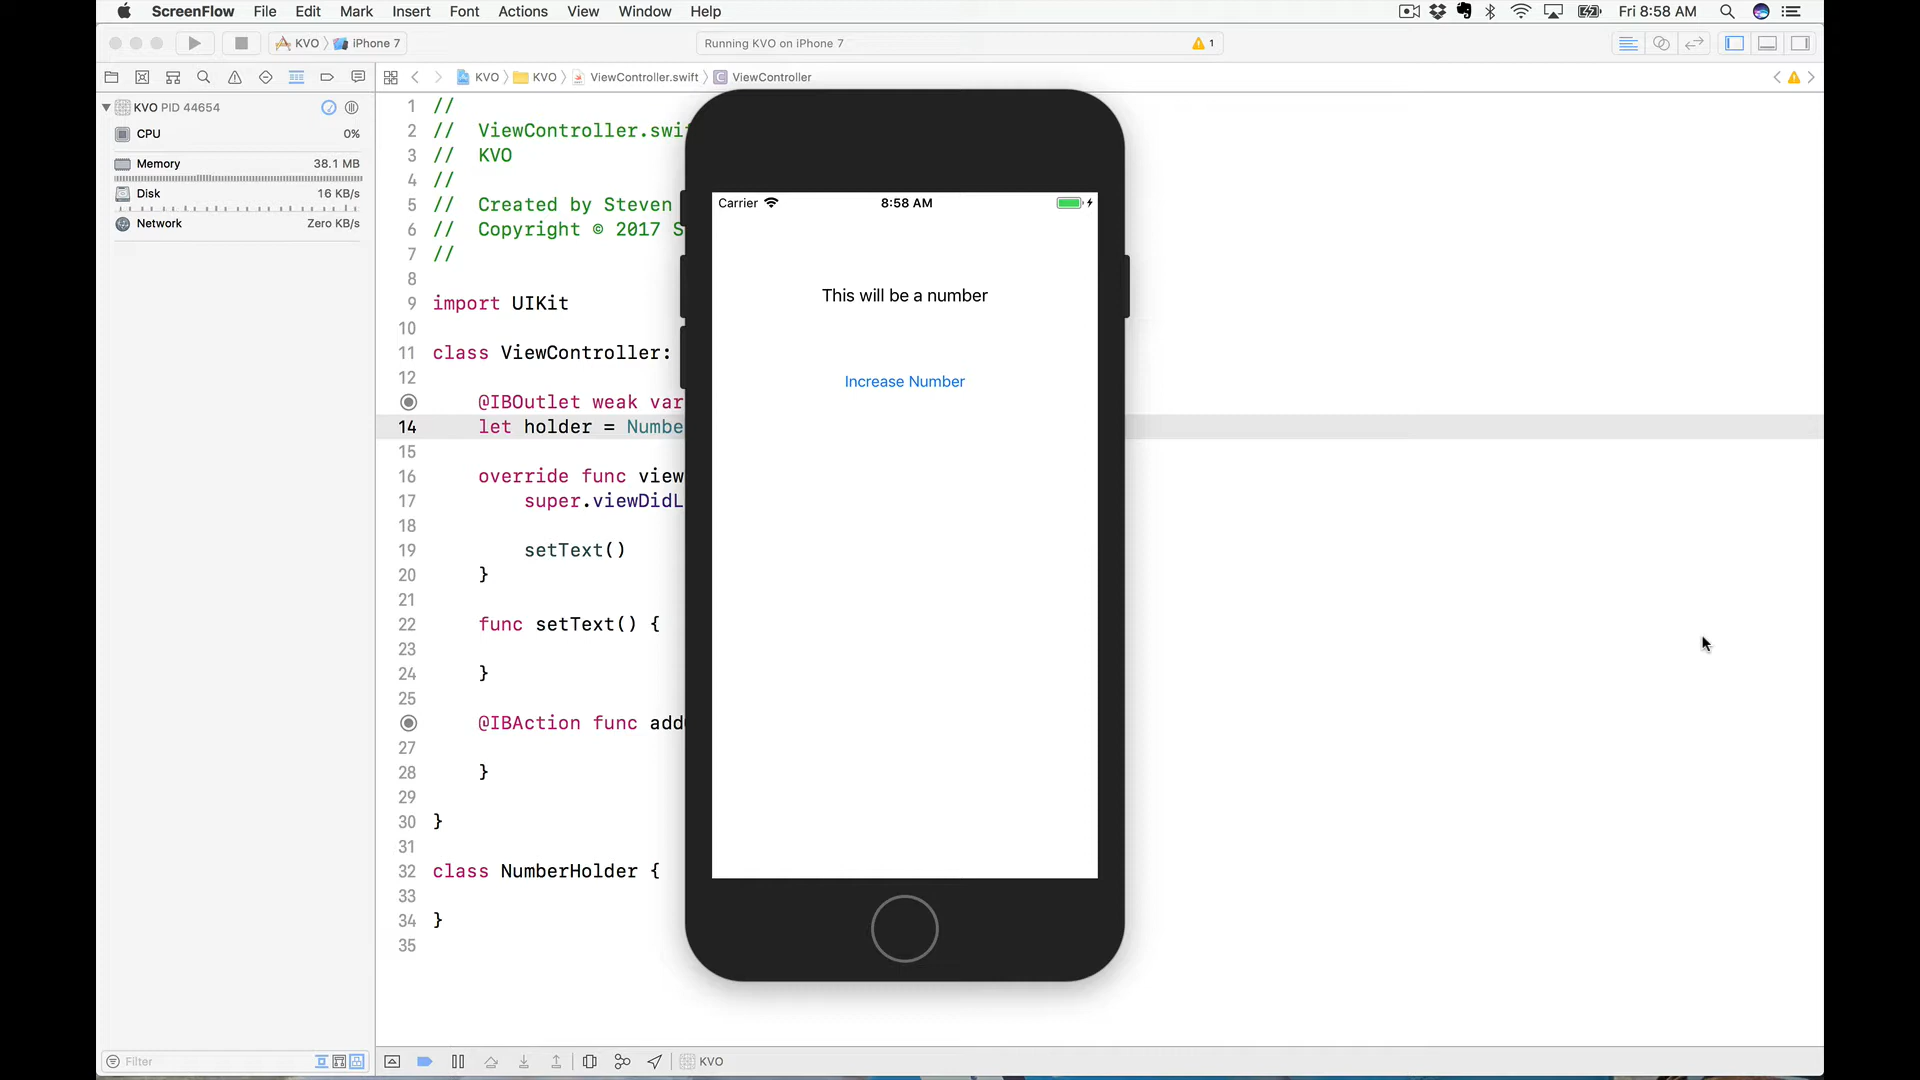 ScreenFlow File Edit Mark Insert Font Actions View Window Help Fri 8:58 AM
KVO iPhone 7 Running KVO on iPhone 7 1
KVO KVO ViewController.swift ViewController
KVO PID 44654
CPU 0%
Memory 38.1 MB
Disk 16 KB/s
Network Zero KB/s
1 //
2 // ViewController.swif
3 // KVO
4 //
5 // Created by Steven
6 // Copyright © 2017 S
7 //
8
9 import UIKit
10
11 class ViewController:
12
@IBOutlet weak var
14 let holder = Numbe
15
16 override func view
17 super.viewDidL
18
19 setText()
20 }
21
22 func setText() {
23
24 }
25
@IBAction func add
27
28 }
29
30 }
31
32 class NumberHolder {
33
34 }
35
Carrier 8:58 AM
This will be a number
Increase Number
Filter
KVO